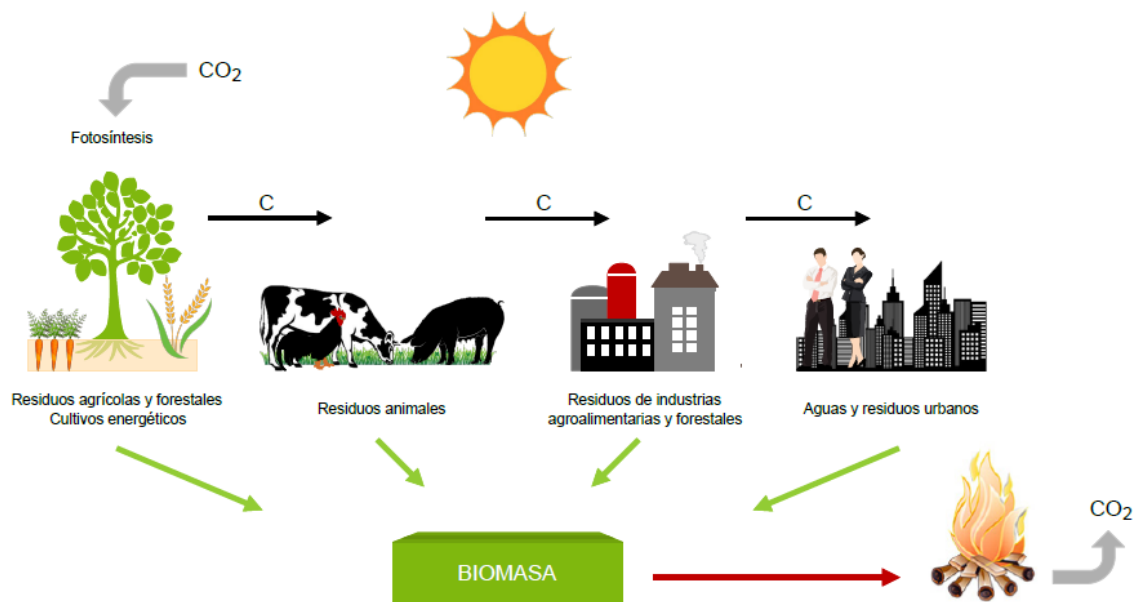 CO₂
Fotosíntesis
C
C
C
Residuos agrícolas y forestales
Cultivos energéticos
Residuos animales
Residuos de industrias
agroalimentarias y forestales
Aguas y residuos urbanos
BIOMASA
CO₂